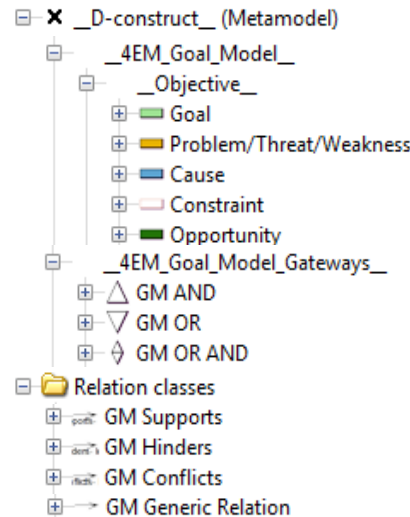 __D-construct__ (Metamodel)
__4EM_Goal_Model__
__Objective__
Goal
Problem/Threat/Weakness
Cause
Constraint
Opportunity
__4EM_Goal_Model_Gateways__
GM AND
GM OR
GM OR AND
Relation classes
GM Supports
GM Hinders
GM Conflicts
GM Generic Relation